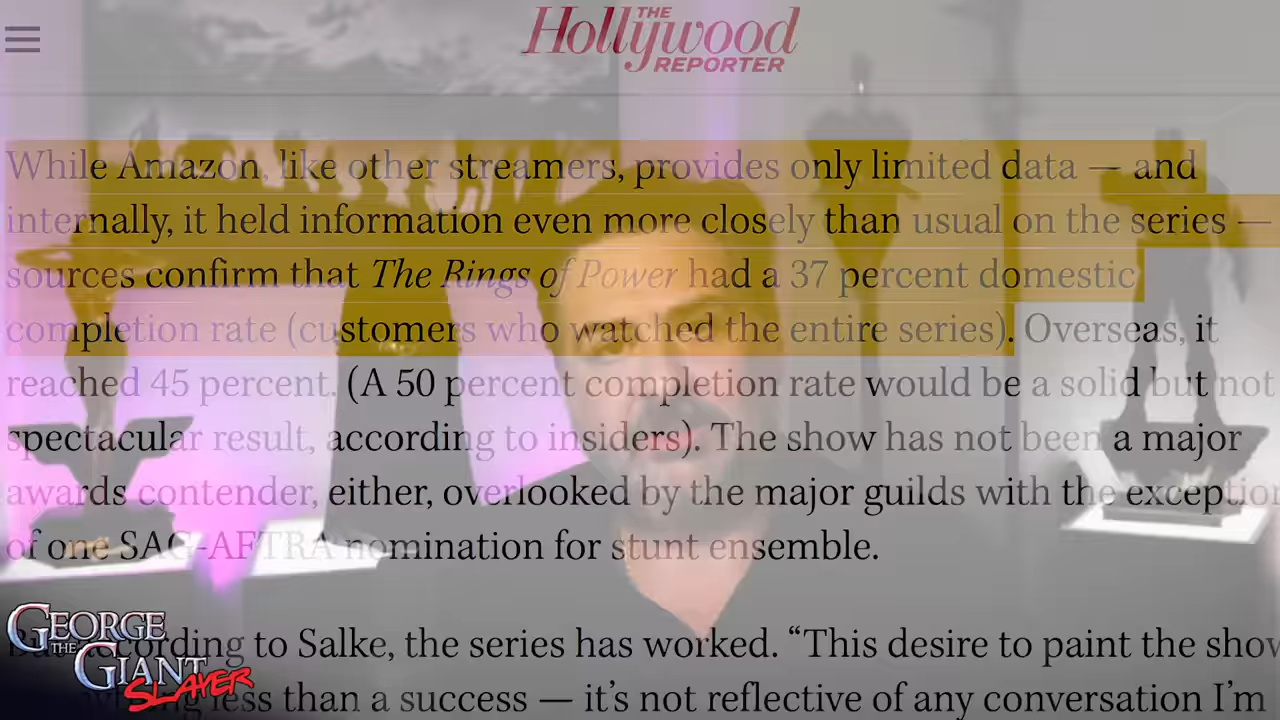 THE
Hollywood
REPORTER
While Amazon, like other streamers, provides only limited data — and
internally, it held information even more closely than usual on the series —
sources confirm that The Rings of Power had a 37 percent domestic
completion rate (customers who watched the entire series). Overseas, it
reached 45 percent. (A 50 percent completion rate would be a solid but not
spectacular result, according to insiders). The show has not been a major
awards contender, either, overlooked by the major guilds with the exception
of one SAG-AFTRA nomination for stunt ensemble.
to Salke, the series has worked. “This desire to paint the show
less than a success — it’s not reflective of any conversation I’m
GEORGE
THE
GIANT
SLAYER